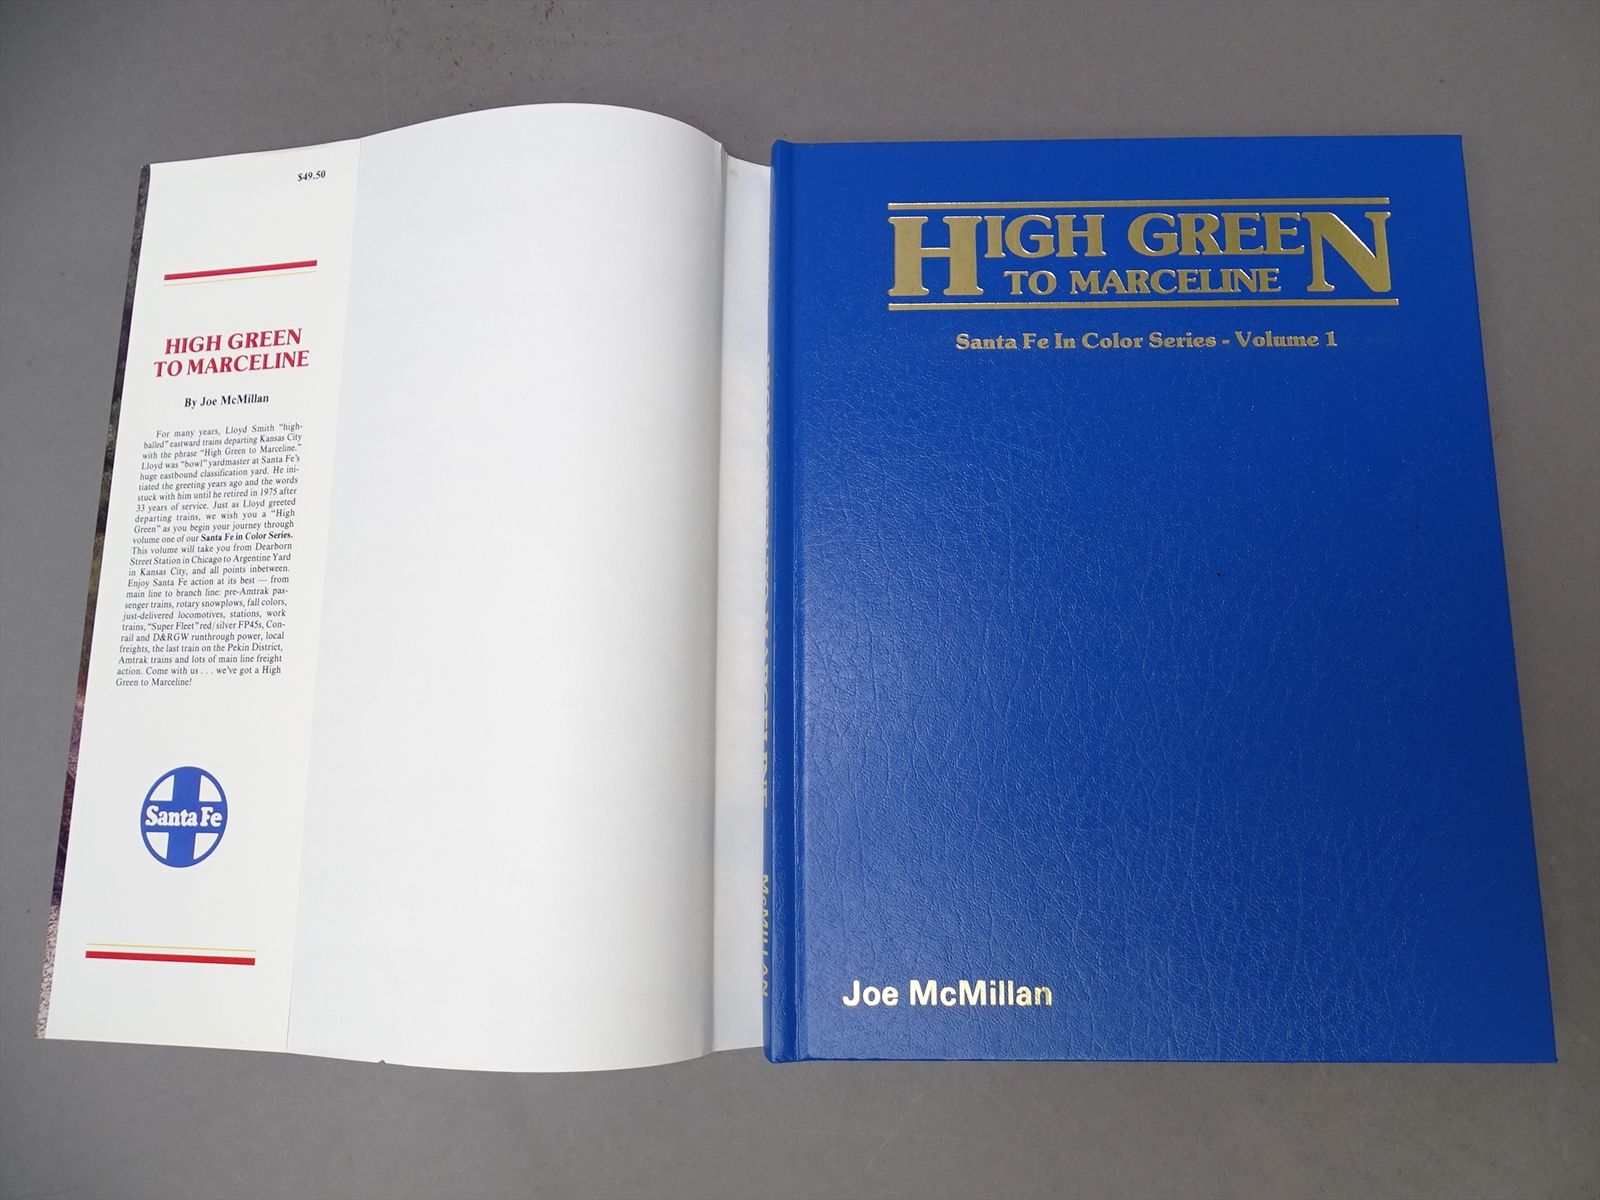 $49.50
HIGH GREEN
TO MARCELINE
By Joe McMillan
For many years, Lloyd Smith "high-
balled" eastward trains departing Kansas City
with the phrase "High Green to Marceline."
Lloyd was "bowl" yardmaster at Santa Fe's
huge eastbound classification yard. He ini-
tiated the greeting years ago and the words
stuck with him until he retired in 1975 after
33 years of service. Just as Lloyd greeted
departing trains, we wish you a "High
Green" as you begin your journey through
volume one of our Santa Fe in Color Series.
This volume will take you from Dearborn
Street Station in Chicago to Argentine Yard
in Kansas City, and all points inbetween.
Enjoy Santa Fe action at its best — from
main line to branch line: pre-Amtrak pas-
senger trains, rotary snowplows, fall colors,
just-delivered locomotives, stations, work
trains, "Super Fleet" red/silver FP45s, Con-
rail and D&RGW runthrough power, local
freights, the last train on the Pekin District,
Amtrak trains and lots of main line freight
action. Come with us . . . we've got a High
Green to Marceline!
Santa Fe
McMILLAN
HIGH GREEN
TO MARCELINE
Santa Fe In Color Series - Volume 1
Joe McMillan